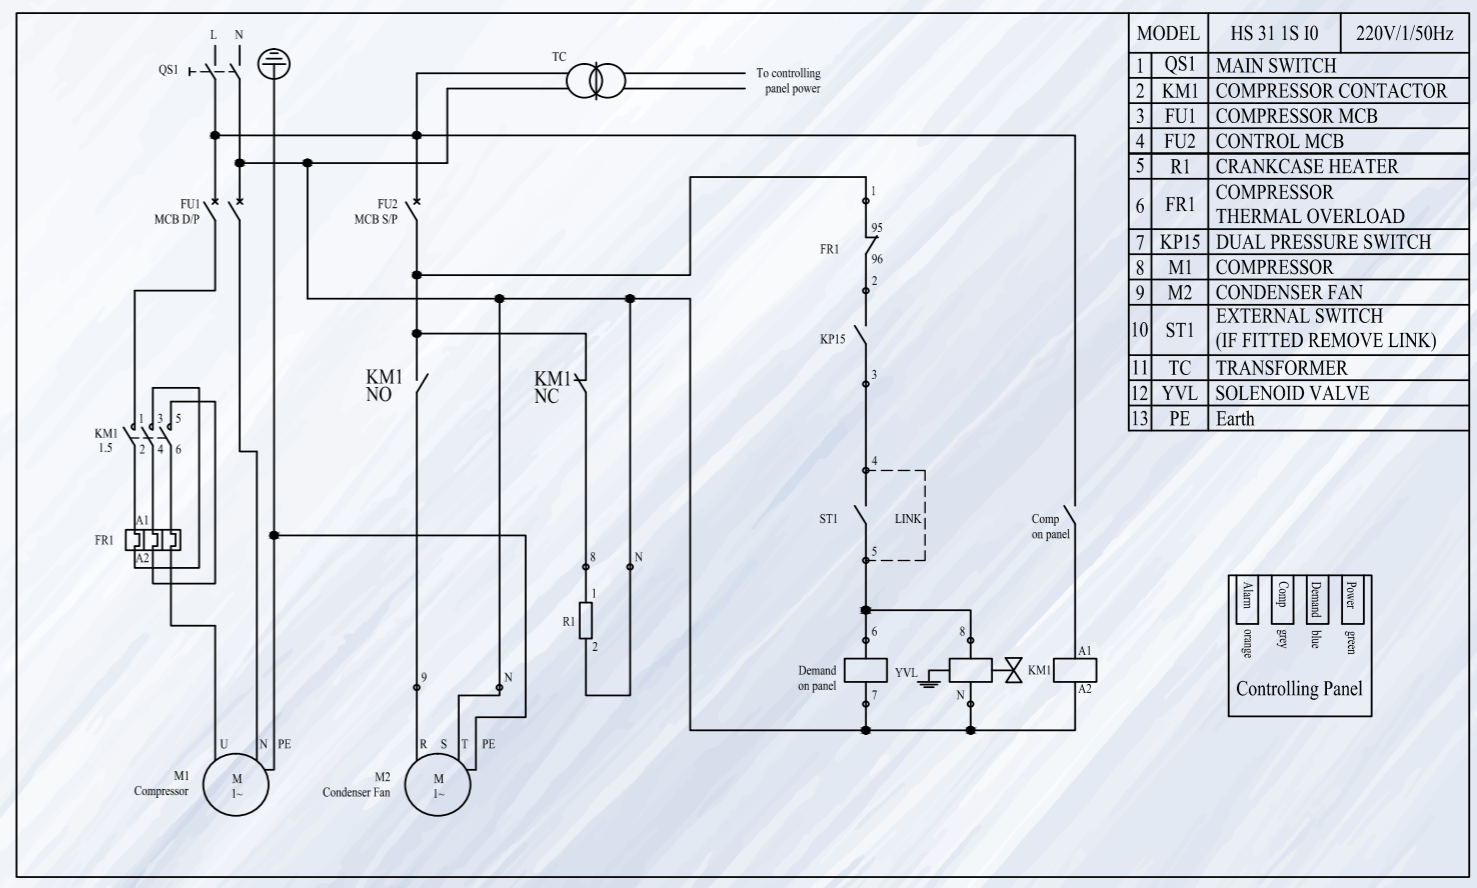 L N
QS1
TC
To controlling
panel power
FU1
MCB D/P
FU2
MCB S/P
1
95
FR1
96
2
KP15
3
KM1
NO
KM1
NC
1 3 5
KM1
1.5
2 4 6
A1
FR1
A2
4
ST1
LINK
5
Comp
on panel
8 N
1
R1
2
6 8
Demand
on panel
YVL
KM1
A1
A2
7 N
9 N
U N PE
R S T PE
M1
Compressor
M
1~
M2
Condenser Fan
M
1~
MODEL HS 31 1S I0 220V/1/50Hz
1 QS1 MAIN SWITCH
2 KM1 COMPRESSOR CONTACTOR
3 FU1 COMPRESSOR MCB
4 FU2 CONTROL MCB
5 R1 CRANKCASE HEATER
6 FR1 COMPRESSOR
THERMAL OVERLOAD
7 KP15 DUAL PRESSURE SWITCH
8 M1 COMPRESSOR
9 M2 CONDENSER FAN
10 ST1 EXTERNAL SWITCH
(IF FITTED REMOVE LINK)
11 TC TRANSFORMER
12 YVL SOLENOID VALVE
13 PE Earth
Alarm Comp Demand Power
orange grey blue green
Controlling Panel